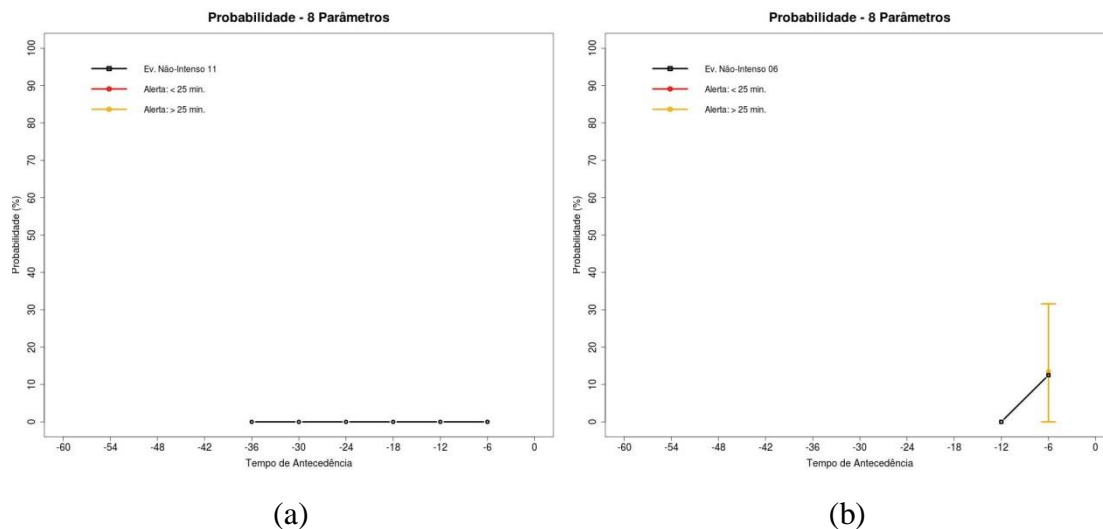 Probabilidade - 8 Parâmetros
Probabilidade (%)
100
90
80
70
60
50
40
30
20
10
0
Ev. Não-Intenso 11
Alerta: < 25 min.
Alerta: > 25 min.
-60 -54 -48 -42 -36 -30 -24 -18 -12 -6 0
Tempo de Antecedência
(a)
Probabilidade - 8 Parâmetros
Probabilidade (%)
100
90
80
70
60
50
40
30
20
10
0
Ev. Não-Intenso 06
Alerta: < 25 min.
Alerta: > 25 min.
-60 -54 -48 -42 -36 -30 -24 -18 -12 -6 0
Tempo de Antecedência
(b)